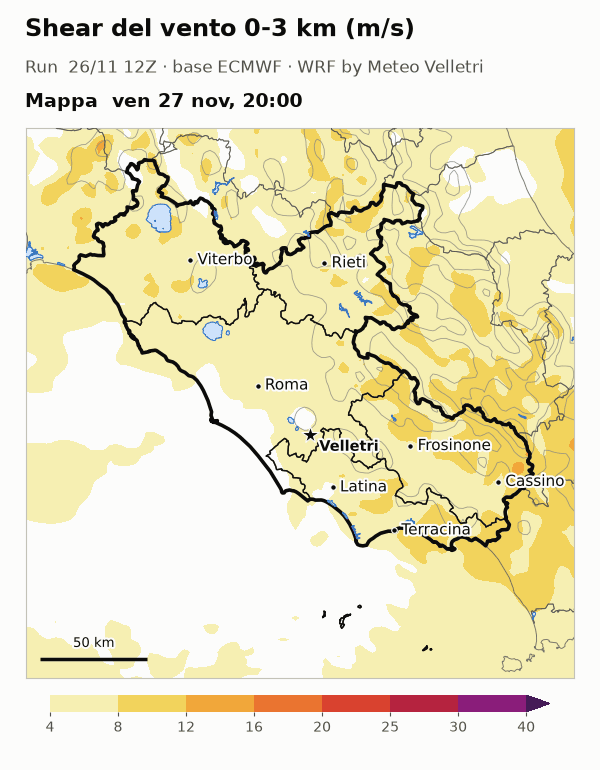 Shear del vento 0-3 km (m/s)
Run  26/11 12Z · base ECMWF · WRF by Meteo Velletri
Mappa  ven 27 nov, 20:00
Viterbo
Rieti
Roma
Velletri
Frosinone
Cassino
Latina
Terracina
50 km
4 8 12 16 20 25 30 40